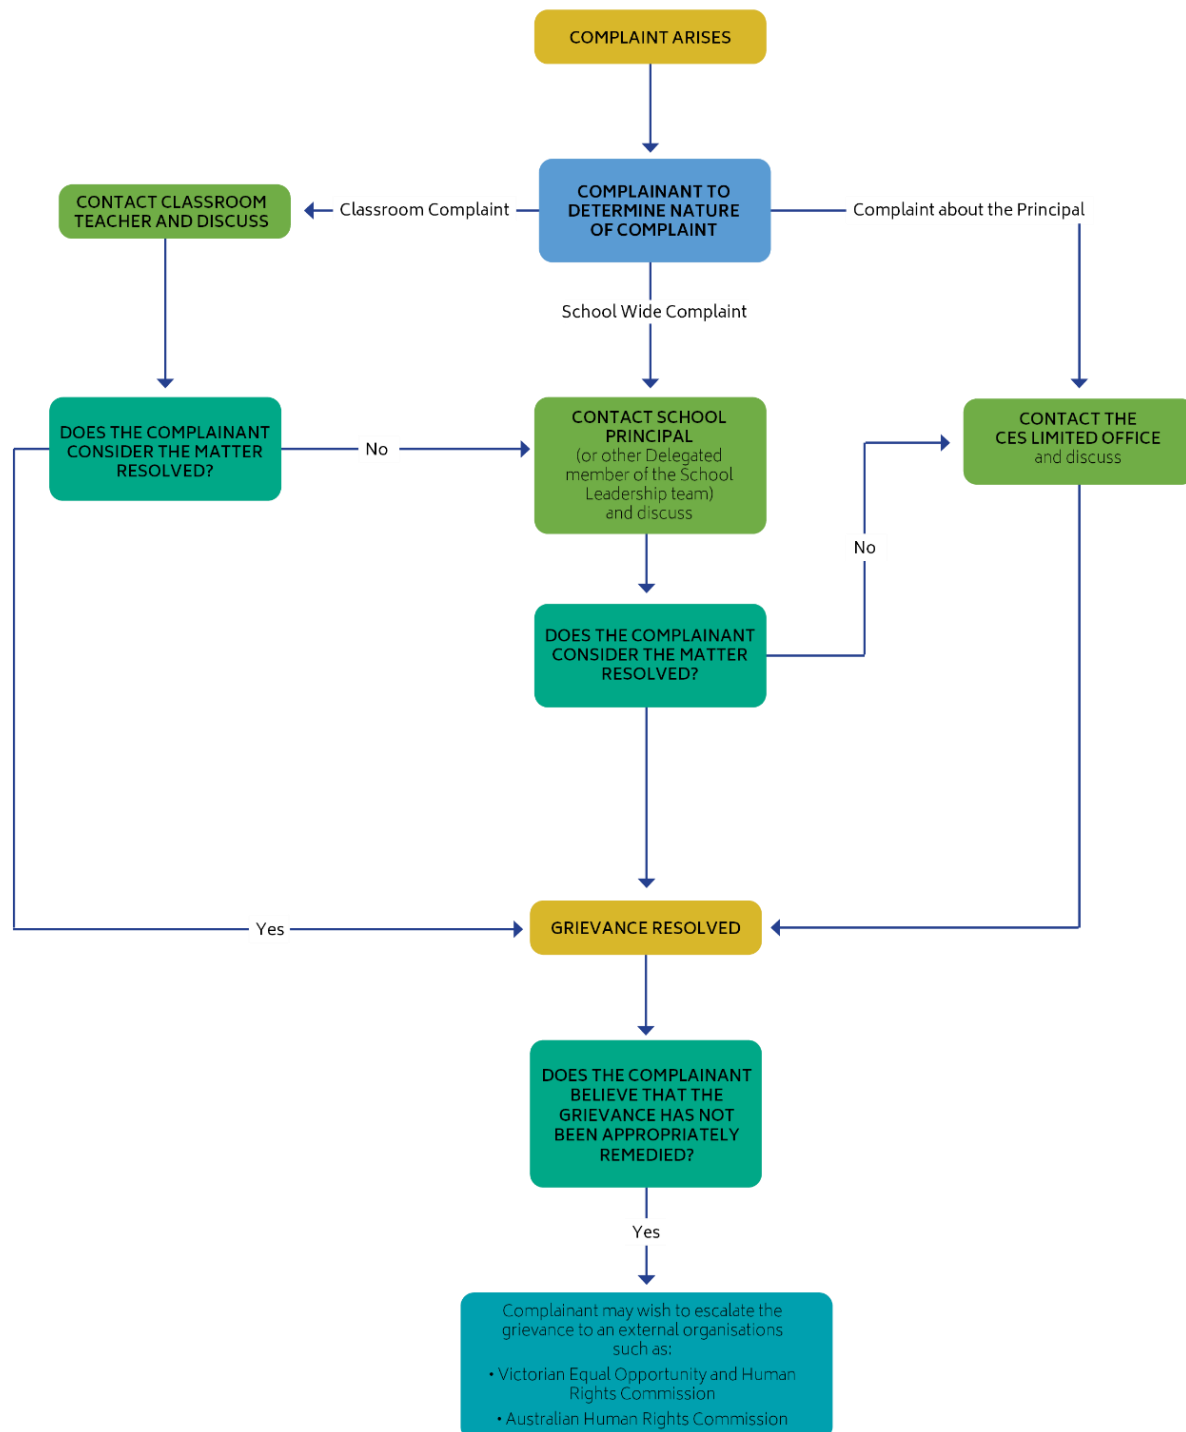 COMPLAINT ARISES
COMPLAINANT TO
DETERMINE NATURE
OF COMPLAINT
CONTACT CLASSROOM
TEACHER AND DISCUSS
Classroom Complaint
Complaint about the Principal
School Wide Complaint
DOES THE COMPLAINANT
CONSIDER THE MATTER
RESOLVED?
No
CONTACT SCHOOL
PRINCIPAL
(or other Delegated
member of the School
Leadership team)
and discuss
CONTACT THE
CES LIMITED OFFICE
and discuss
No
DOES THE COMPLAINANT
CONSIDER THE MATTER
RESOLVED?
Yes
GRIEVANCE RESOLVED
DOES THE COMPLAINANT
BELIEVE THAT THE
GRIEVANCE HAS NOT
BEEN APPROPRIATELY
REMEDIED?
Yes
Complainant may wish to escalate the
grievance to an external organisations
such as:
• Victorian Equal Opportunity and Human
Rights Commission
• Australian Human Rights Commission